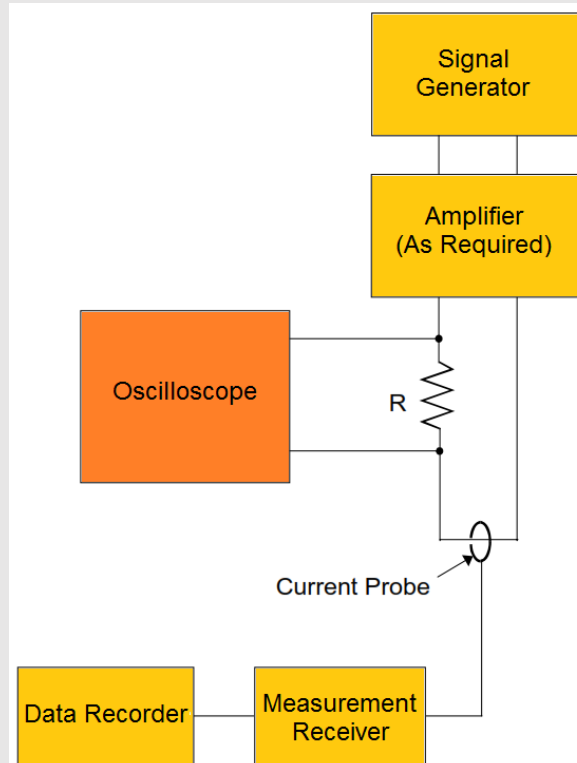 Signal
Generator
Amplifier
(As Required)
Oscilloscope
R
Current Probe
Data Recorder
Measurement
Receiver